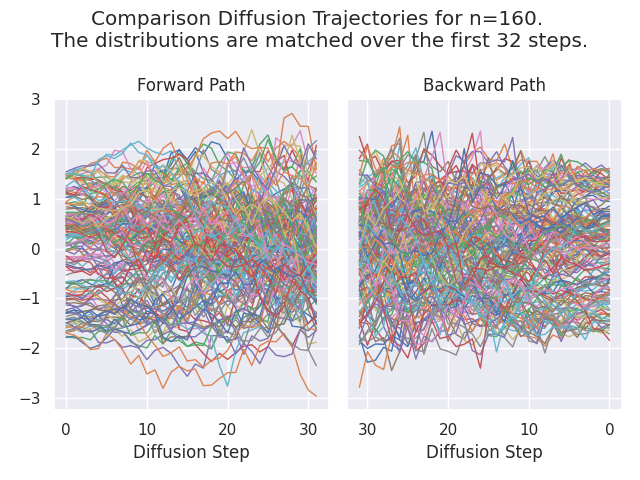 Comparison Diffusion Trajectories for n=160.
The distributions are matched over the first 32 steps.
Forward Path
Backward Path
3
2
1
0
−1
−2
−3
0 10 20 30
30 20 10 0
Diffusion Step
Diffusion Step